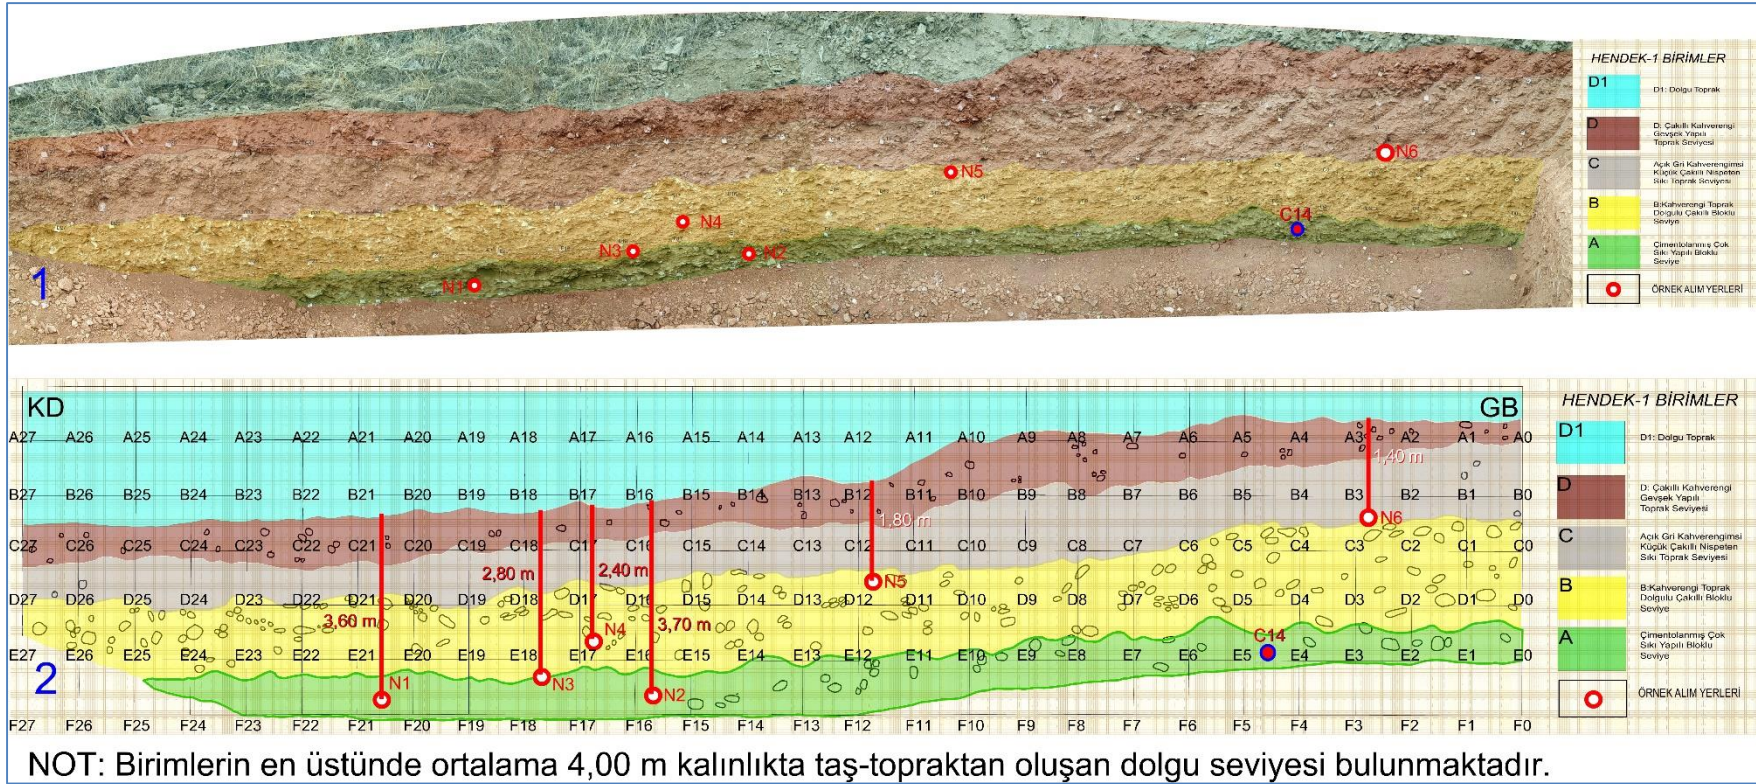 HENDEK-1 BİRİMLER
D1
D1: Dolgu Toprak
D
D: Çakıllı Kahverengi
Gevşek Yapılı
Toprak Seviyesi
C
Açık Gri Kahverengimsi
Küçük Çakıllı Nispeten
Sıkı Toprak Seviyesi
B
B:Kahverengi Toprak
Dolgulu Çakıllı Bloklu
Seviye
A
Çimentolanmış Çok
Sıkı Yapılı Bloklu
Seviye
ÖRNEK ALIM YERLERİ
N6
N5
C14
N4
N3
N2
N1
1
KD
GB
A27 A26 A25 A24 A23 A22 A21 A20 A19 A18 A17 A16 A15 A14 A13 A12 A11 A10 A9 A8 A7 A6 A5 A4 A3 A2 A1 A0
1,40 m
B27 B26 B25 B24 B23 B22 B21 B20 B19 B18 B17 B16 B15 B14 B13 B12 B11 B10 B9 B8 B7 B6 B5 B4 B3 B2 B1 B0
1,80 m
N6
C27 C26 C25 C24 C23 C22 C21 C20 C19 C18 C17 C16 C15 C14 C13 C12 C11 C10 C9 C8 C7 C6 C5 C4 C3 C2 C1 C0
2,80 m
2,40 m
N5
D27 D26 D25 D24 D23 D22 D21 D20 D19 D18 D17 D16 D15 D14 D13 D12 D11 D10 D9 D8 D7 D6 D5 D4 D3 D2 D1 D0
3,60 m
N4
3,70 m
C14
E27 E26 E25 E24 E23 E22 E21 E20 E19 E18 E17 E16 E15 E14 E13 E12 E11 E10 E9 E8 E7 E6 E5 E4 E3 E2 E1 E0
2
N1
N3
N2
F27 F26 F25 F24 F23 F22 F21 F20 F19 F18 F17 F16 F15 F14 F13 F12 F11 F10 F9 F8 F7 F6 F5 F4 F3 F2 F1 F0
HENDEK-1 BİRİMLER
D1
D1: Dolgu Toprak
D
D: Çakıllı Kahverengi
Gevşek Yapılı
Toprak Seviyesi
C
Açık Gri Kahverengimsi
Küçük Çakıllı Nispeten
Sıkı Toprak Seviyesi
B
B:Kahverengi Toprak
Dolgulu Çakıllı Bloklu
Seviye
A
Çimentolanmış Çok
Sıkı Yapılı Bloklu
Seviye
ÖRNEK ALIM YERLERİ
NOT: Birimlerin en üstünde ortalama 4,00 m kalınlıkta taş-topraktan oluşan dolgu seviyesi bulunmaktadır.